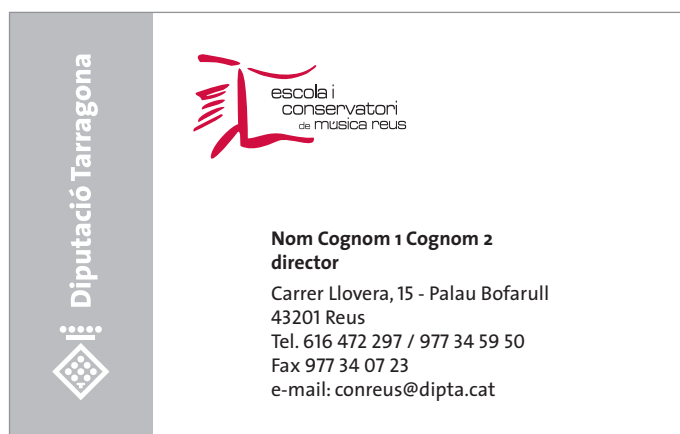 Diputació Tarragona
escola i
conservatori
de música reus
Nom Cognom 1 Cognom 2
director
Carrer Llovera, 15 - Palau Bofarull
43201 Reus
Tel. 616 472 297 / 977 34 59 50
Fax 977 34 07 23
e-mail: conreus@dipta.cat